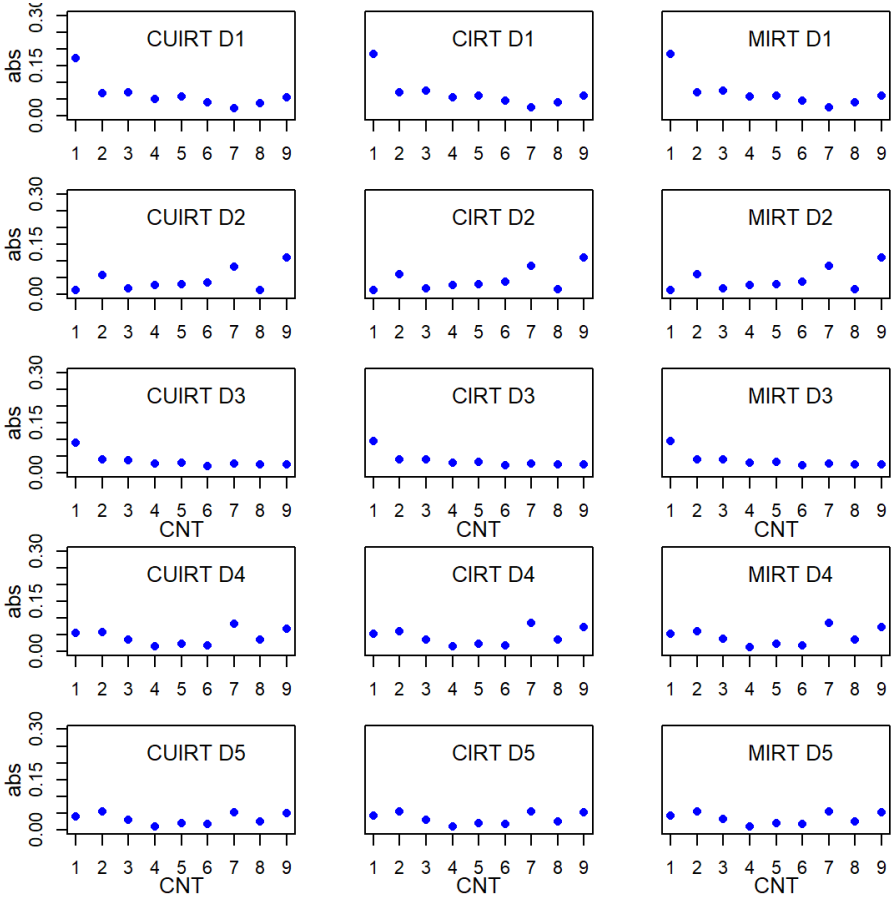 CUIRT D1 CIRT D1 MIRT D1
abs
0.00 0.15 0.30
1 2 3 4 5 6 7 8 9 1 2 3 4 5 6 7 8 9 1 2 3 4 5 6 7 8 9
CUIRT D2 CIRT D2 MIRT D2
abs
0.00 0.15 0.30
1 2 3 4 5 6 7 8 9 1 2 3 4 5 6 7 8 9 1 2 3 4 5 6 7 8 9
CUIRT D3 CIRT D3 MIRT D3
abs
0.00 0.15 0.30
1 2 3 4 5 6 7 8 9 1 2 3 4 5 6 7 8 9 1 2 3 4 5 6 7 8 9
CNT CNT CNT
CUIRT D4 CIRT D4 MIRT D4
abs
0.00 0.15 0.30
1 2 3 4 5 6 7 8 9 1 2 3 4 5 6 7 8 9 1 2 3 4 5 6 7 8 9
CUIRT D5 CIRT D5 MIRT D5
abs
0.00 0.15 0.30
1 2 3 4 5 6 7 8 9 1 2 3 4 5 6 7 8 9 1 2 3 4 5 6 7 8 9
CNT CNT CNT